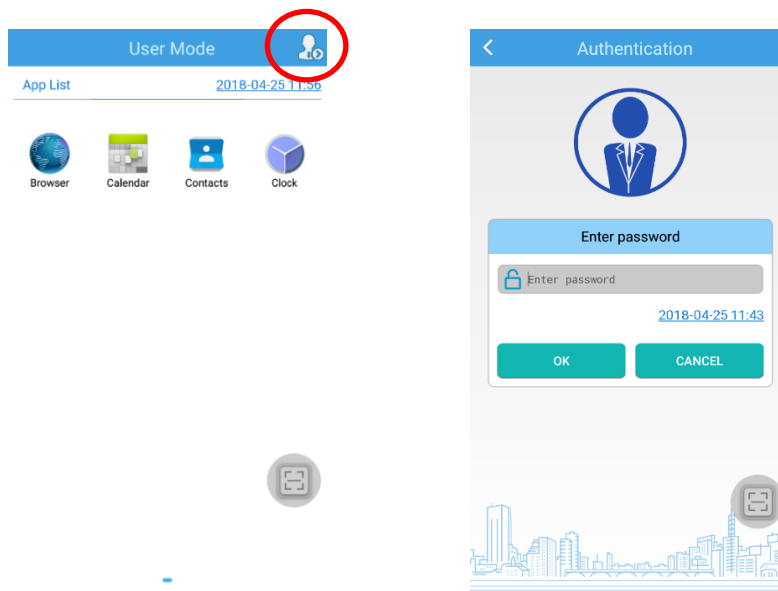 User Mode
App List
2018-04-25 11:56
Browser
Calendar
Contacts
Clock
Authentication
Enter password
Enter password
2018-04-25 11:43
OK
CANCEL